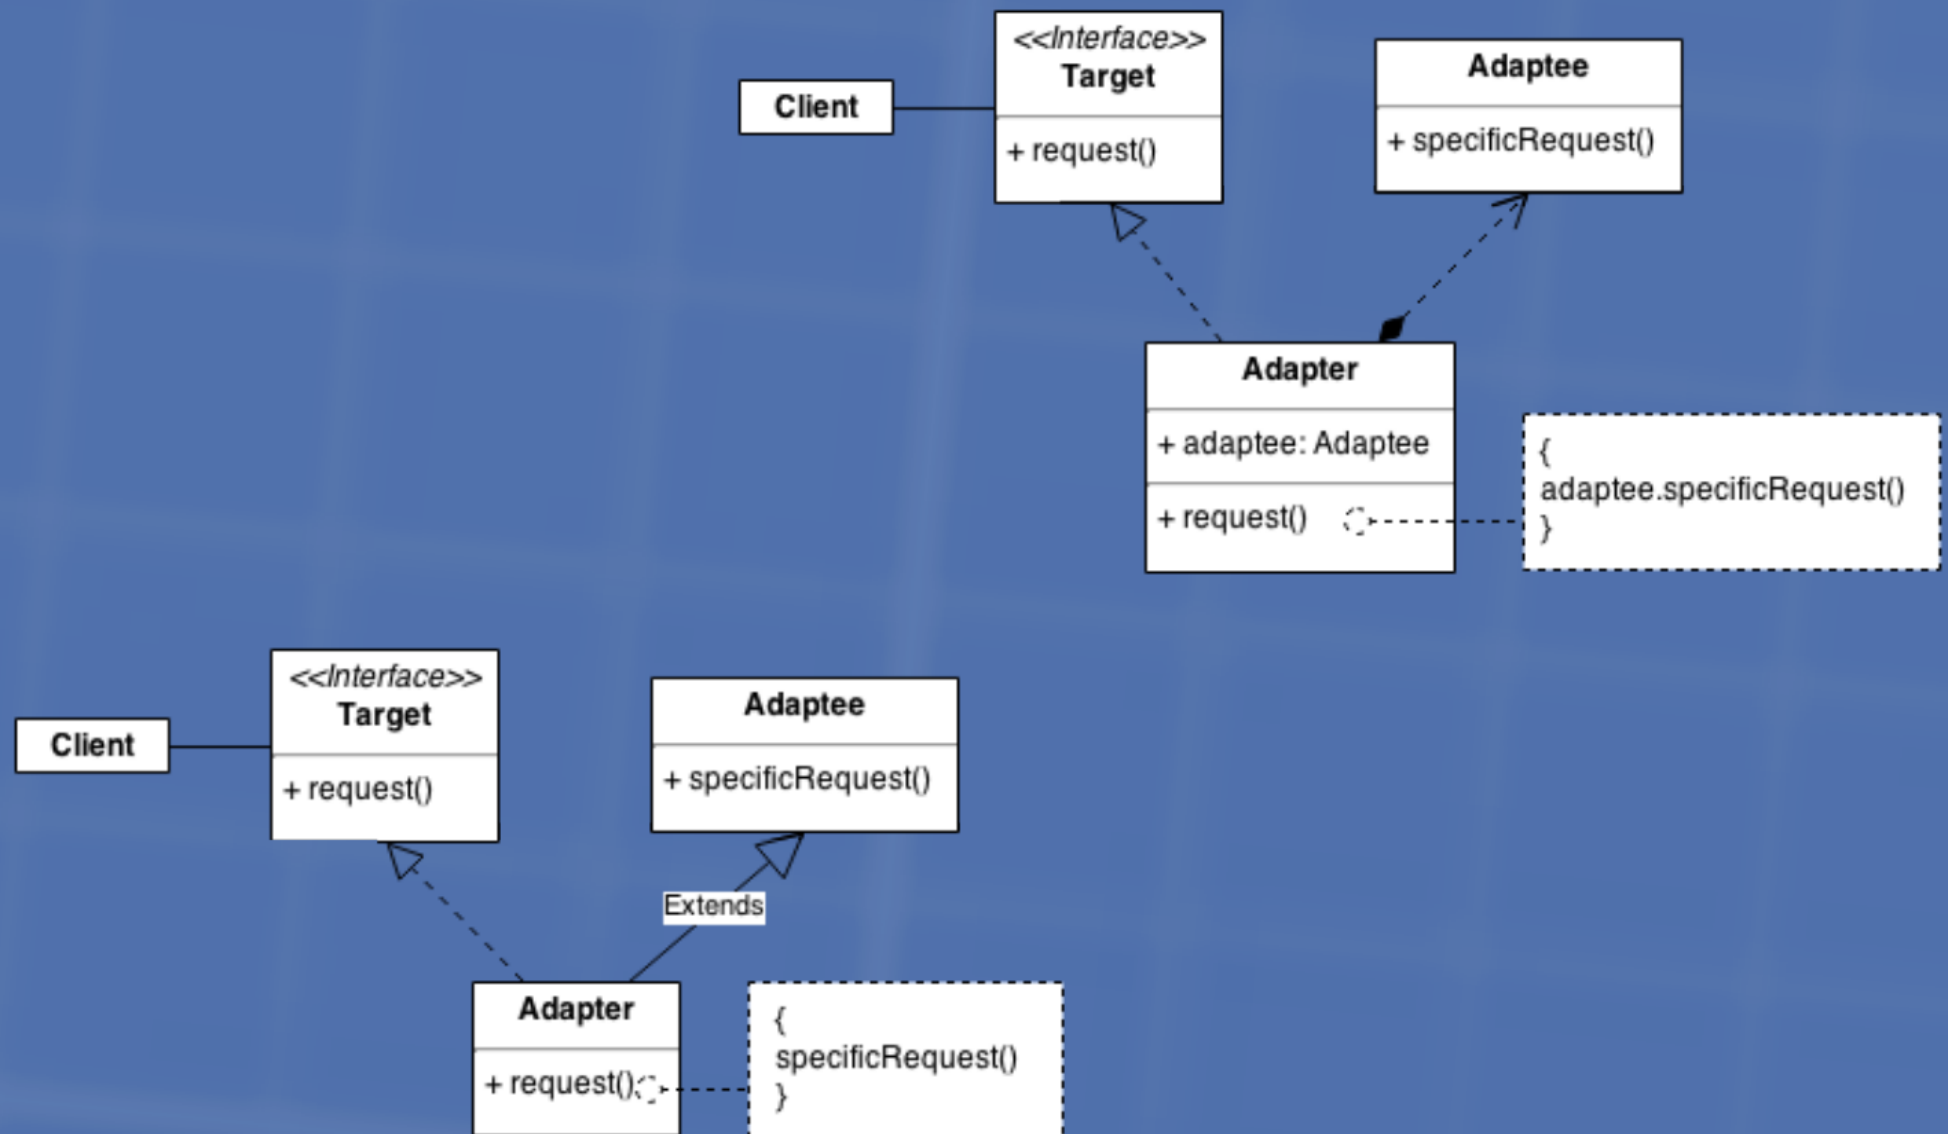 <<Interface>>
Target
+ request()
Client
Adaptee
+ specificRequest()
Adapter
+ adaptee: Adaptee
+ request()
{
adaptee.specificRequest()
}
<<Interface>>
Target
+ request()
Client
Adaptee
+ specificRequest()
Extends
Adapter
+ request()
{
specificRequest()
}